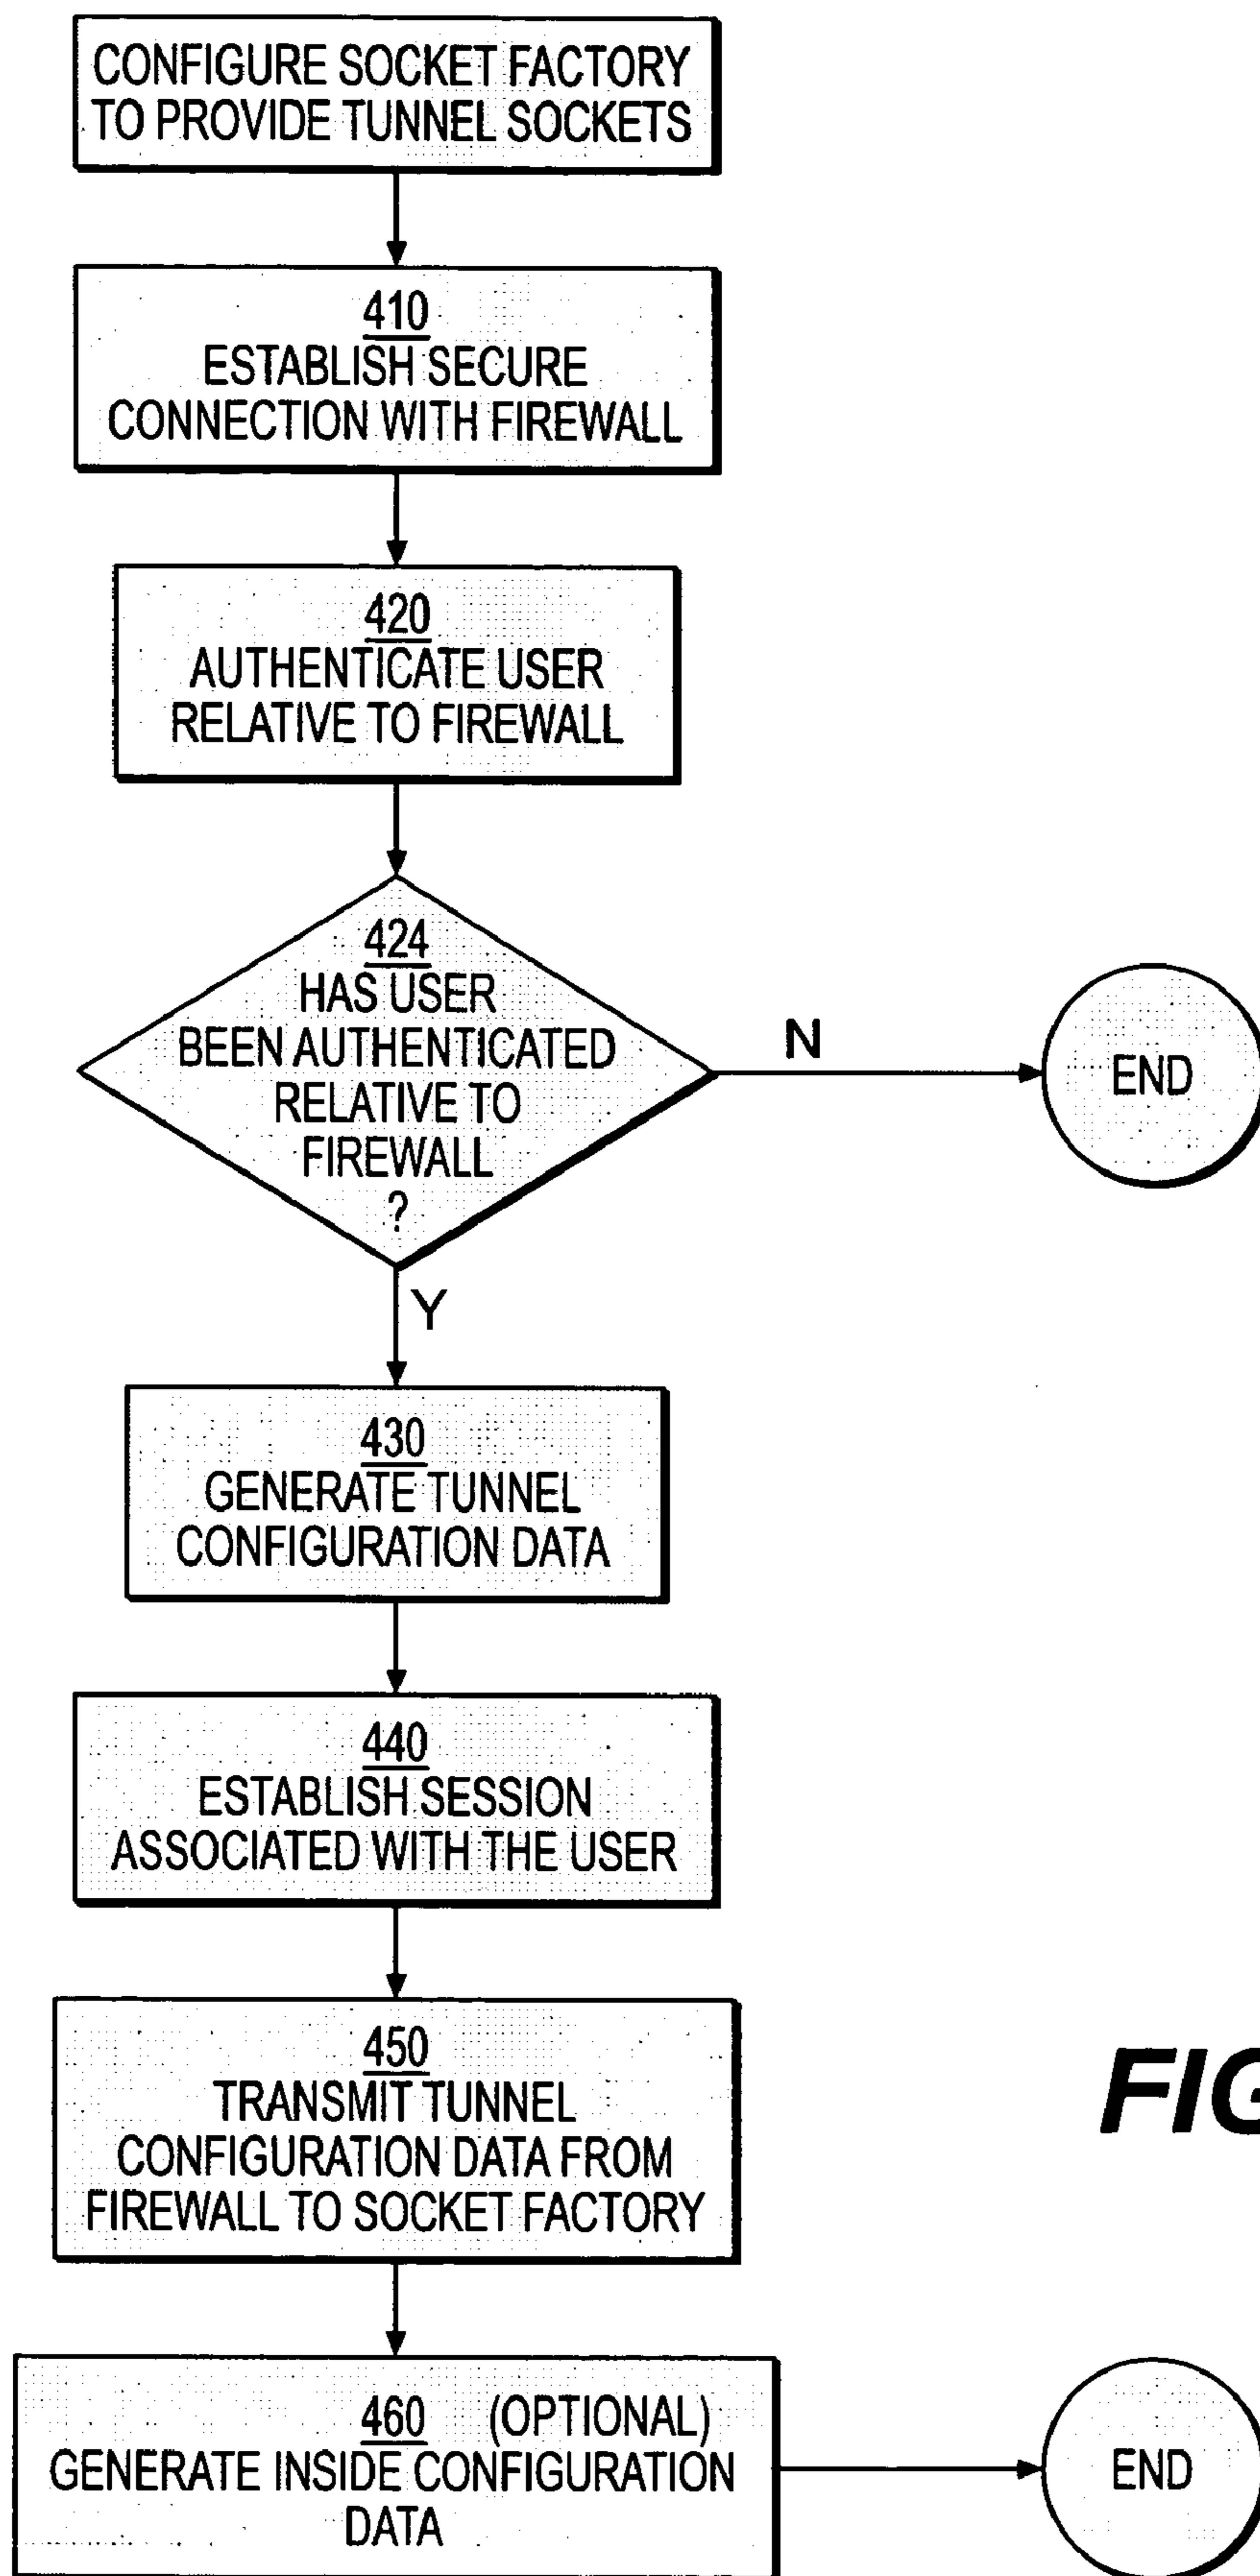 CONFIGURE SOCKET FACTORY
TO PROVIDE TUNNEL SOCKETS
410
ESTABLISH SECURE
CONNECTION WITH FIREWALL
420
AUTHENTICATE USER
RELATIVE TO FIREWALL
424
HAS USER
BEEN AUTHENTICATED
RELATIVE TO
FIREWALL
?
N
END
Y
430
GENERATE TUNNEL
CONFIGURATION DATA
440
ESTABLISH SESSION
ASSOCIATED WITH THE USER
450
TRANSMIT TUNNEL
CONFIGURATION DATA FROM
FIREWALL TO SOCKET FACTORY
FIG
460 (OPTIONAL)
GENERATE INSIDE CONFIGURATION
DATA
END